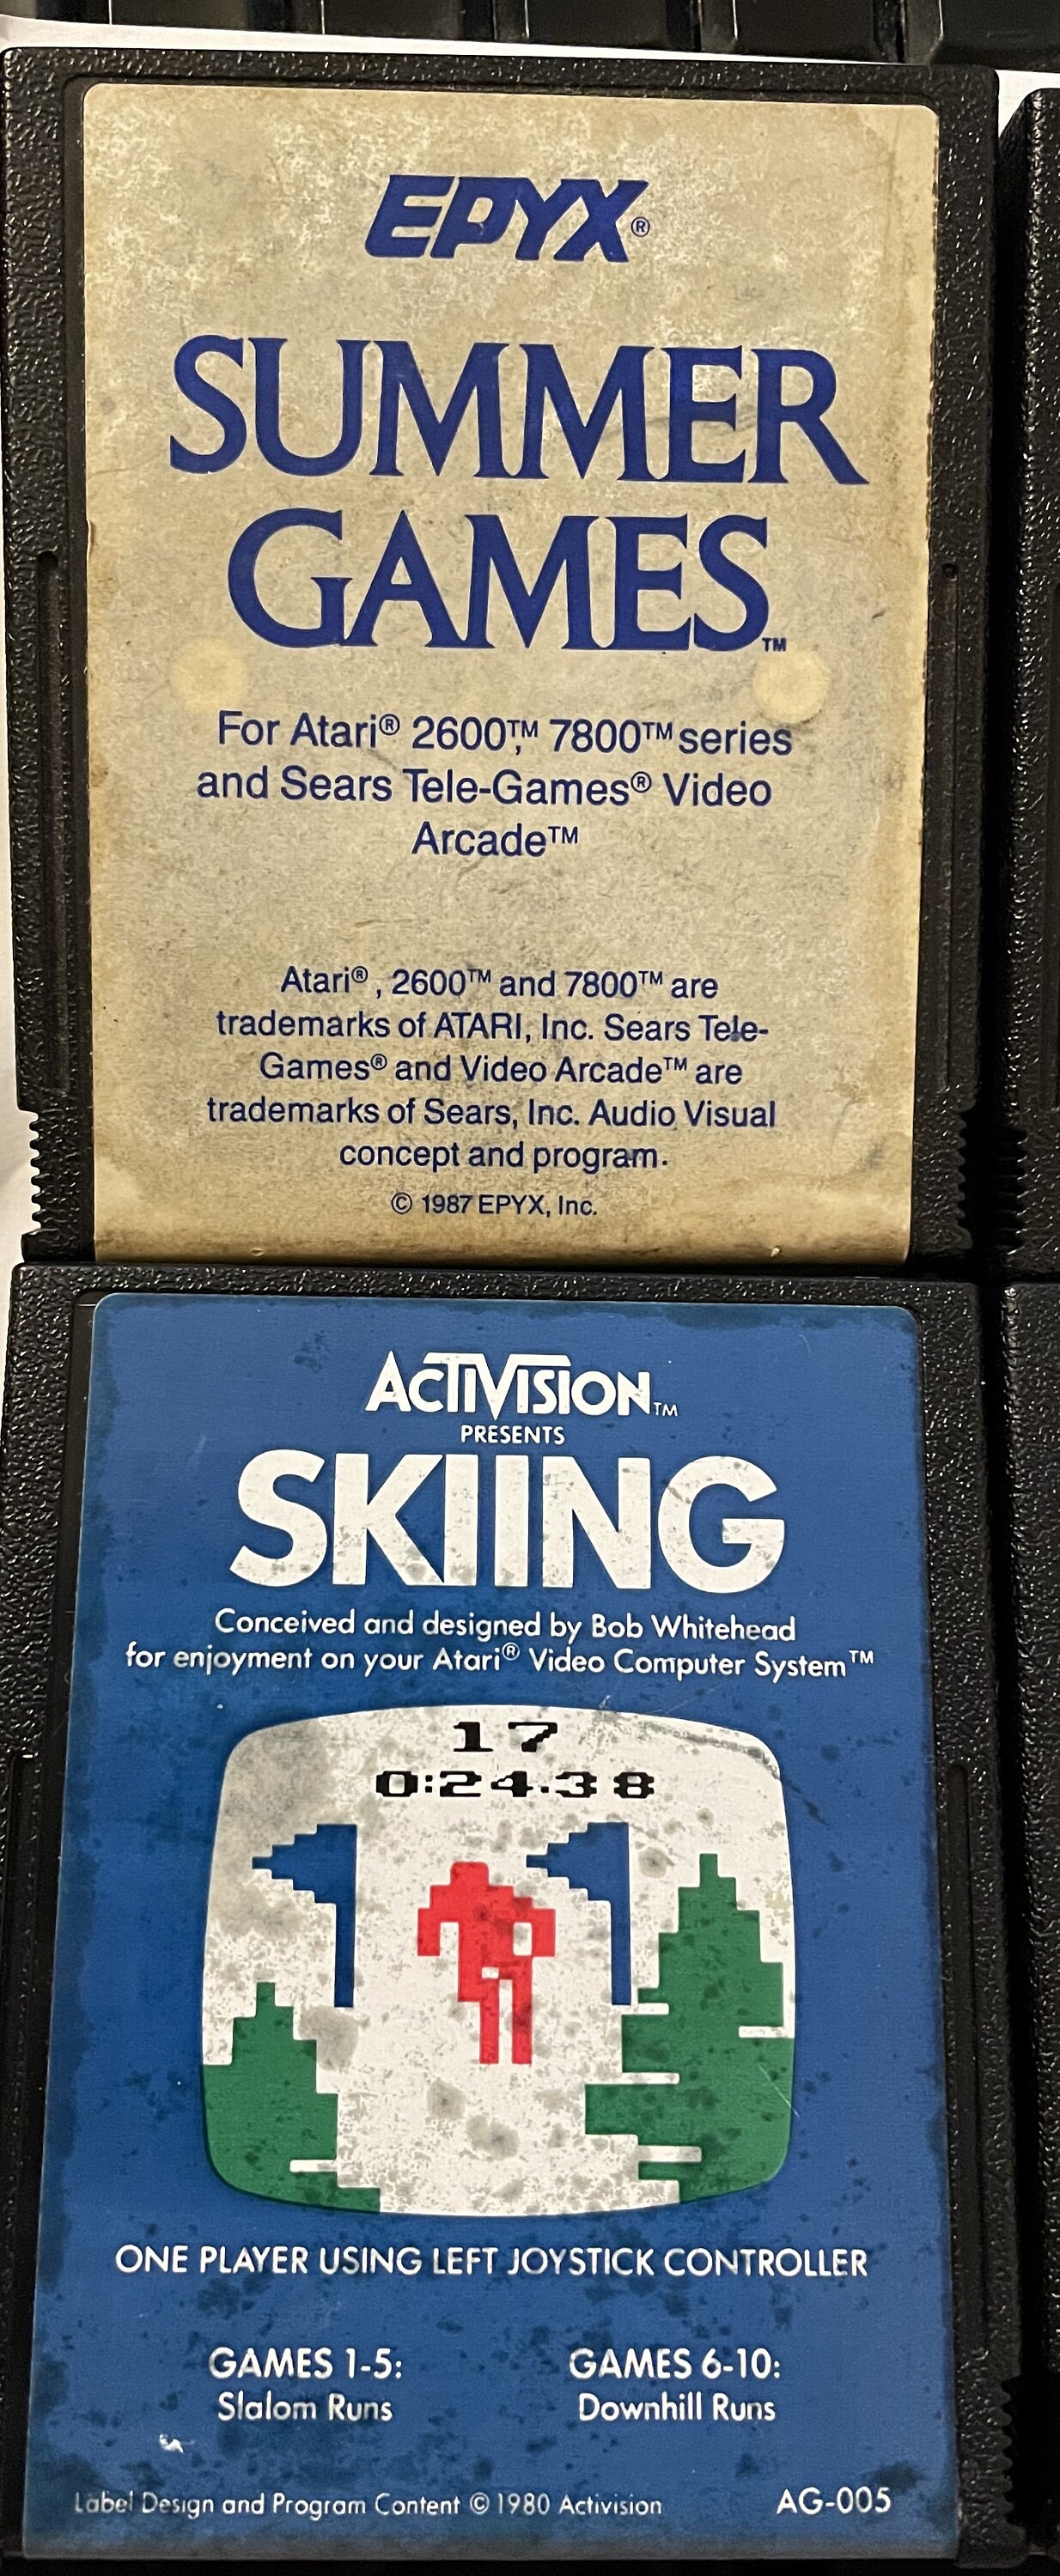 EPYX®
SUMMER
GAMES™
For Atari® 2600™, 7800™ series
and Sears Tele-Games® Video
Arcade™
Atari®, 2600™ and 7800™ are
trademarks of ATARI, Inc. Sears Tele-
Games® and Video Arcade™ are
trademarks of Sears, Inc. Audio Visual
concept and program.
© 1987 EPYX, Inc.
ACTIVISION™
PRESENTS
SKIING
Conceived and designed by Bob Whitehead
for enjoyment on your Atari® Video Computer System™
17
0:24.38
ONE PLAYER USING LEFT JOYSTICK CONTROLLER
GAMES 1-5: GAMES 6-10:
Slalom Runs Downhill Runs
Label Design and Program Content © 1980 Activision AG-005